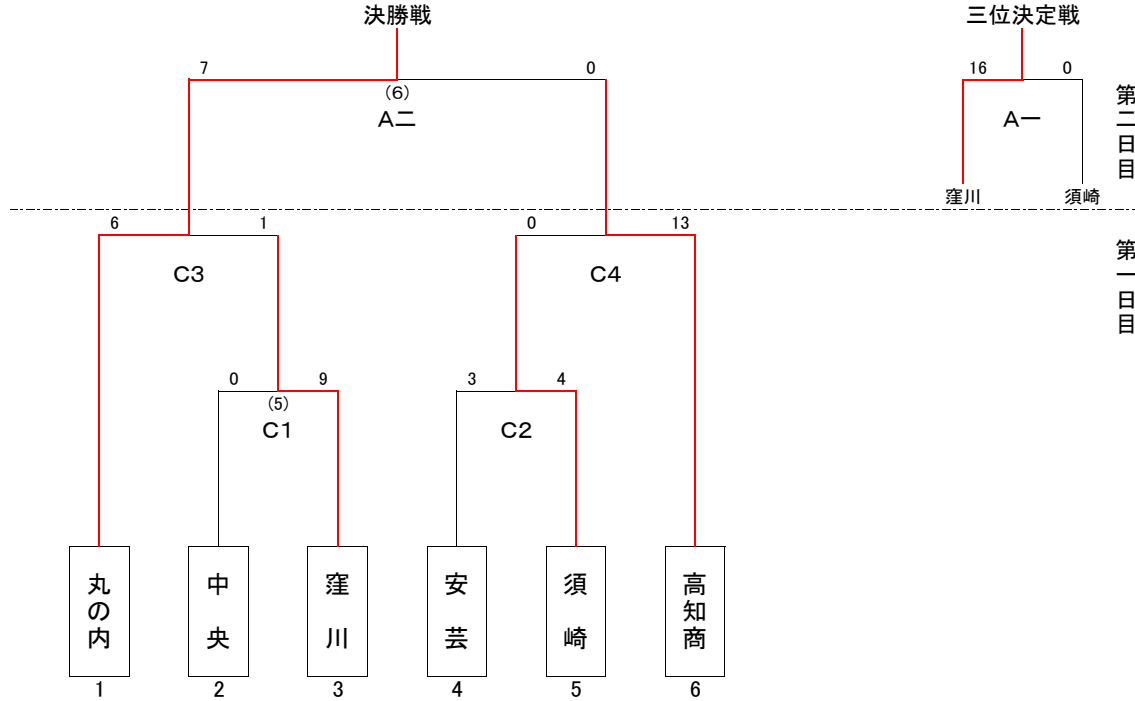 決勝戦 三位決定戦
7 0 16 0
(6)
A二 A一
第二日目
窪川 須崎
6 1 0 13
C3 C4
第一日目
0 9 3 4
(5)
C1 C2
丸の内 中央 窪川 安芸 須崎 高知商
1 2 3 4 5 6